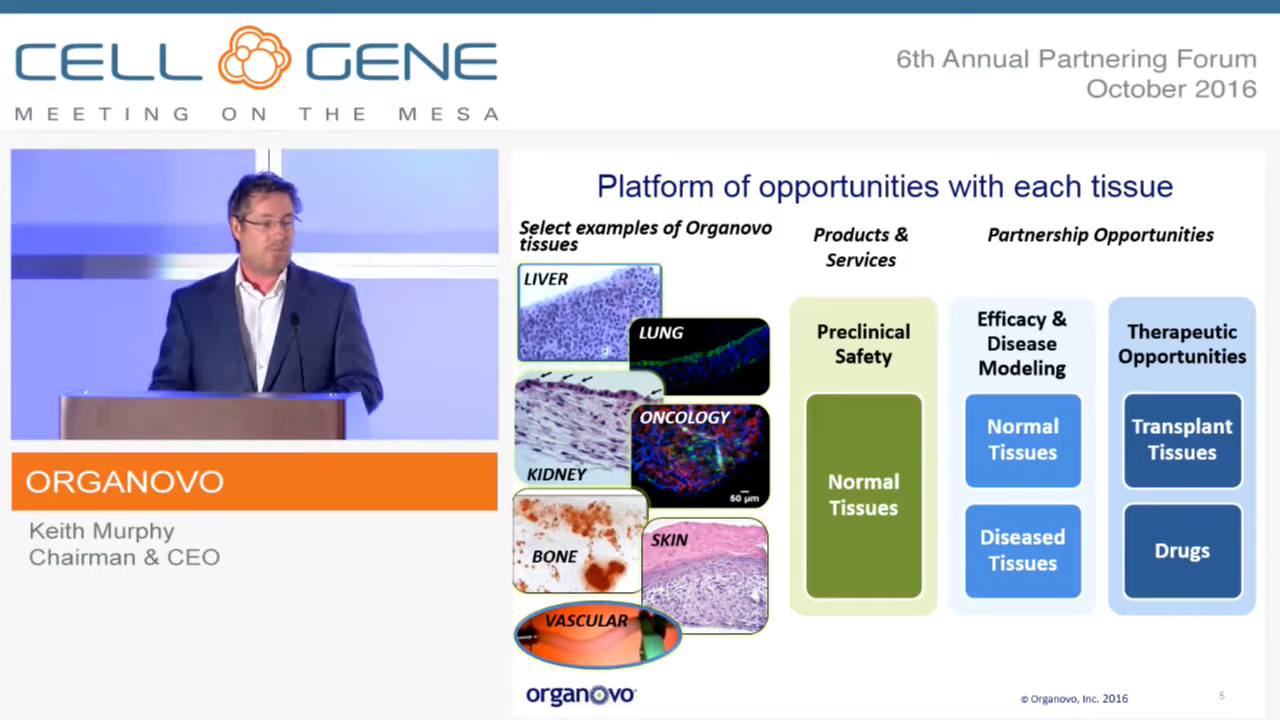 CELL GENE
MEETING ON THE MESA
6th Annual Partnering Forum
October 2016
ORGANOVO
Keith Murphy
Chairman & CEO
Platform of opportunities with each tissue
Select examples of Organovo
tissues
LIVER
LUNG
KIDNEY
ONCOLOGY
50 µm
BONE
SKIN
VASCULAR
Products &
Services
Preclinical
Safety
Normal
Tissues
Partnership Opportunities
Efficacy &
Disease
Modeling
Normal
Tissues
Diseased
Tissues
Therapeutic
Opportunities
Transplant
Tissues
Drugs
organovo
© Organovo, Inc. 2016
5